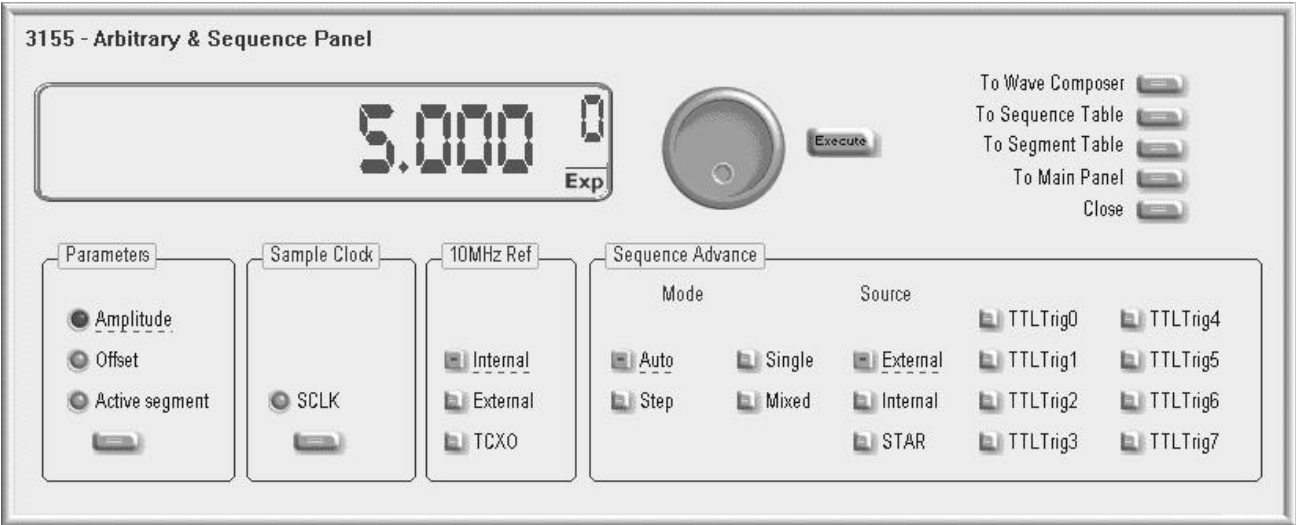 3155 - Arbitrary & Sequence Panel
5.000 0
Exp
Execute
To Wave Composer
To Sequence Table
To Segment Table
To Main Panel
Close
Parameters
Amplitude
Offset
Active segment
Sample Clock
SCLK
10MHz Ref
Internal
External
TCXO
Sequence Advance
Mode
Auto
Single
Step
Mixed
Source
External
Internal
STAR
TTLTrig0
TTLTrig1
TTLTrig2
TTLTrig3
TTLTrig4
TTLTrig5
TTLTrig6
TTLTrig7